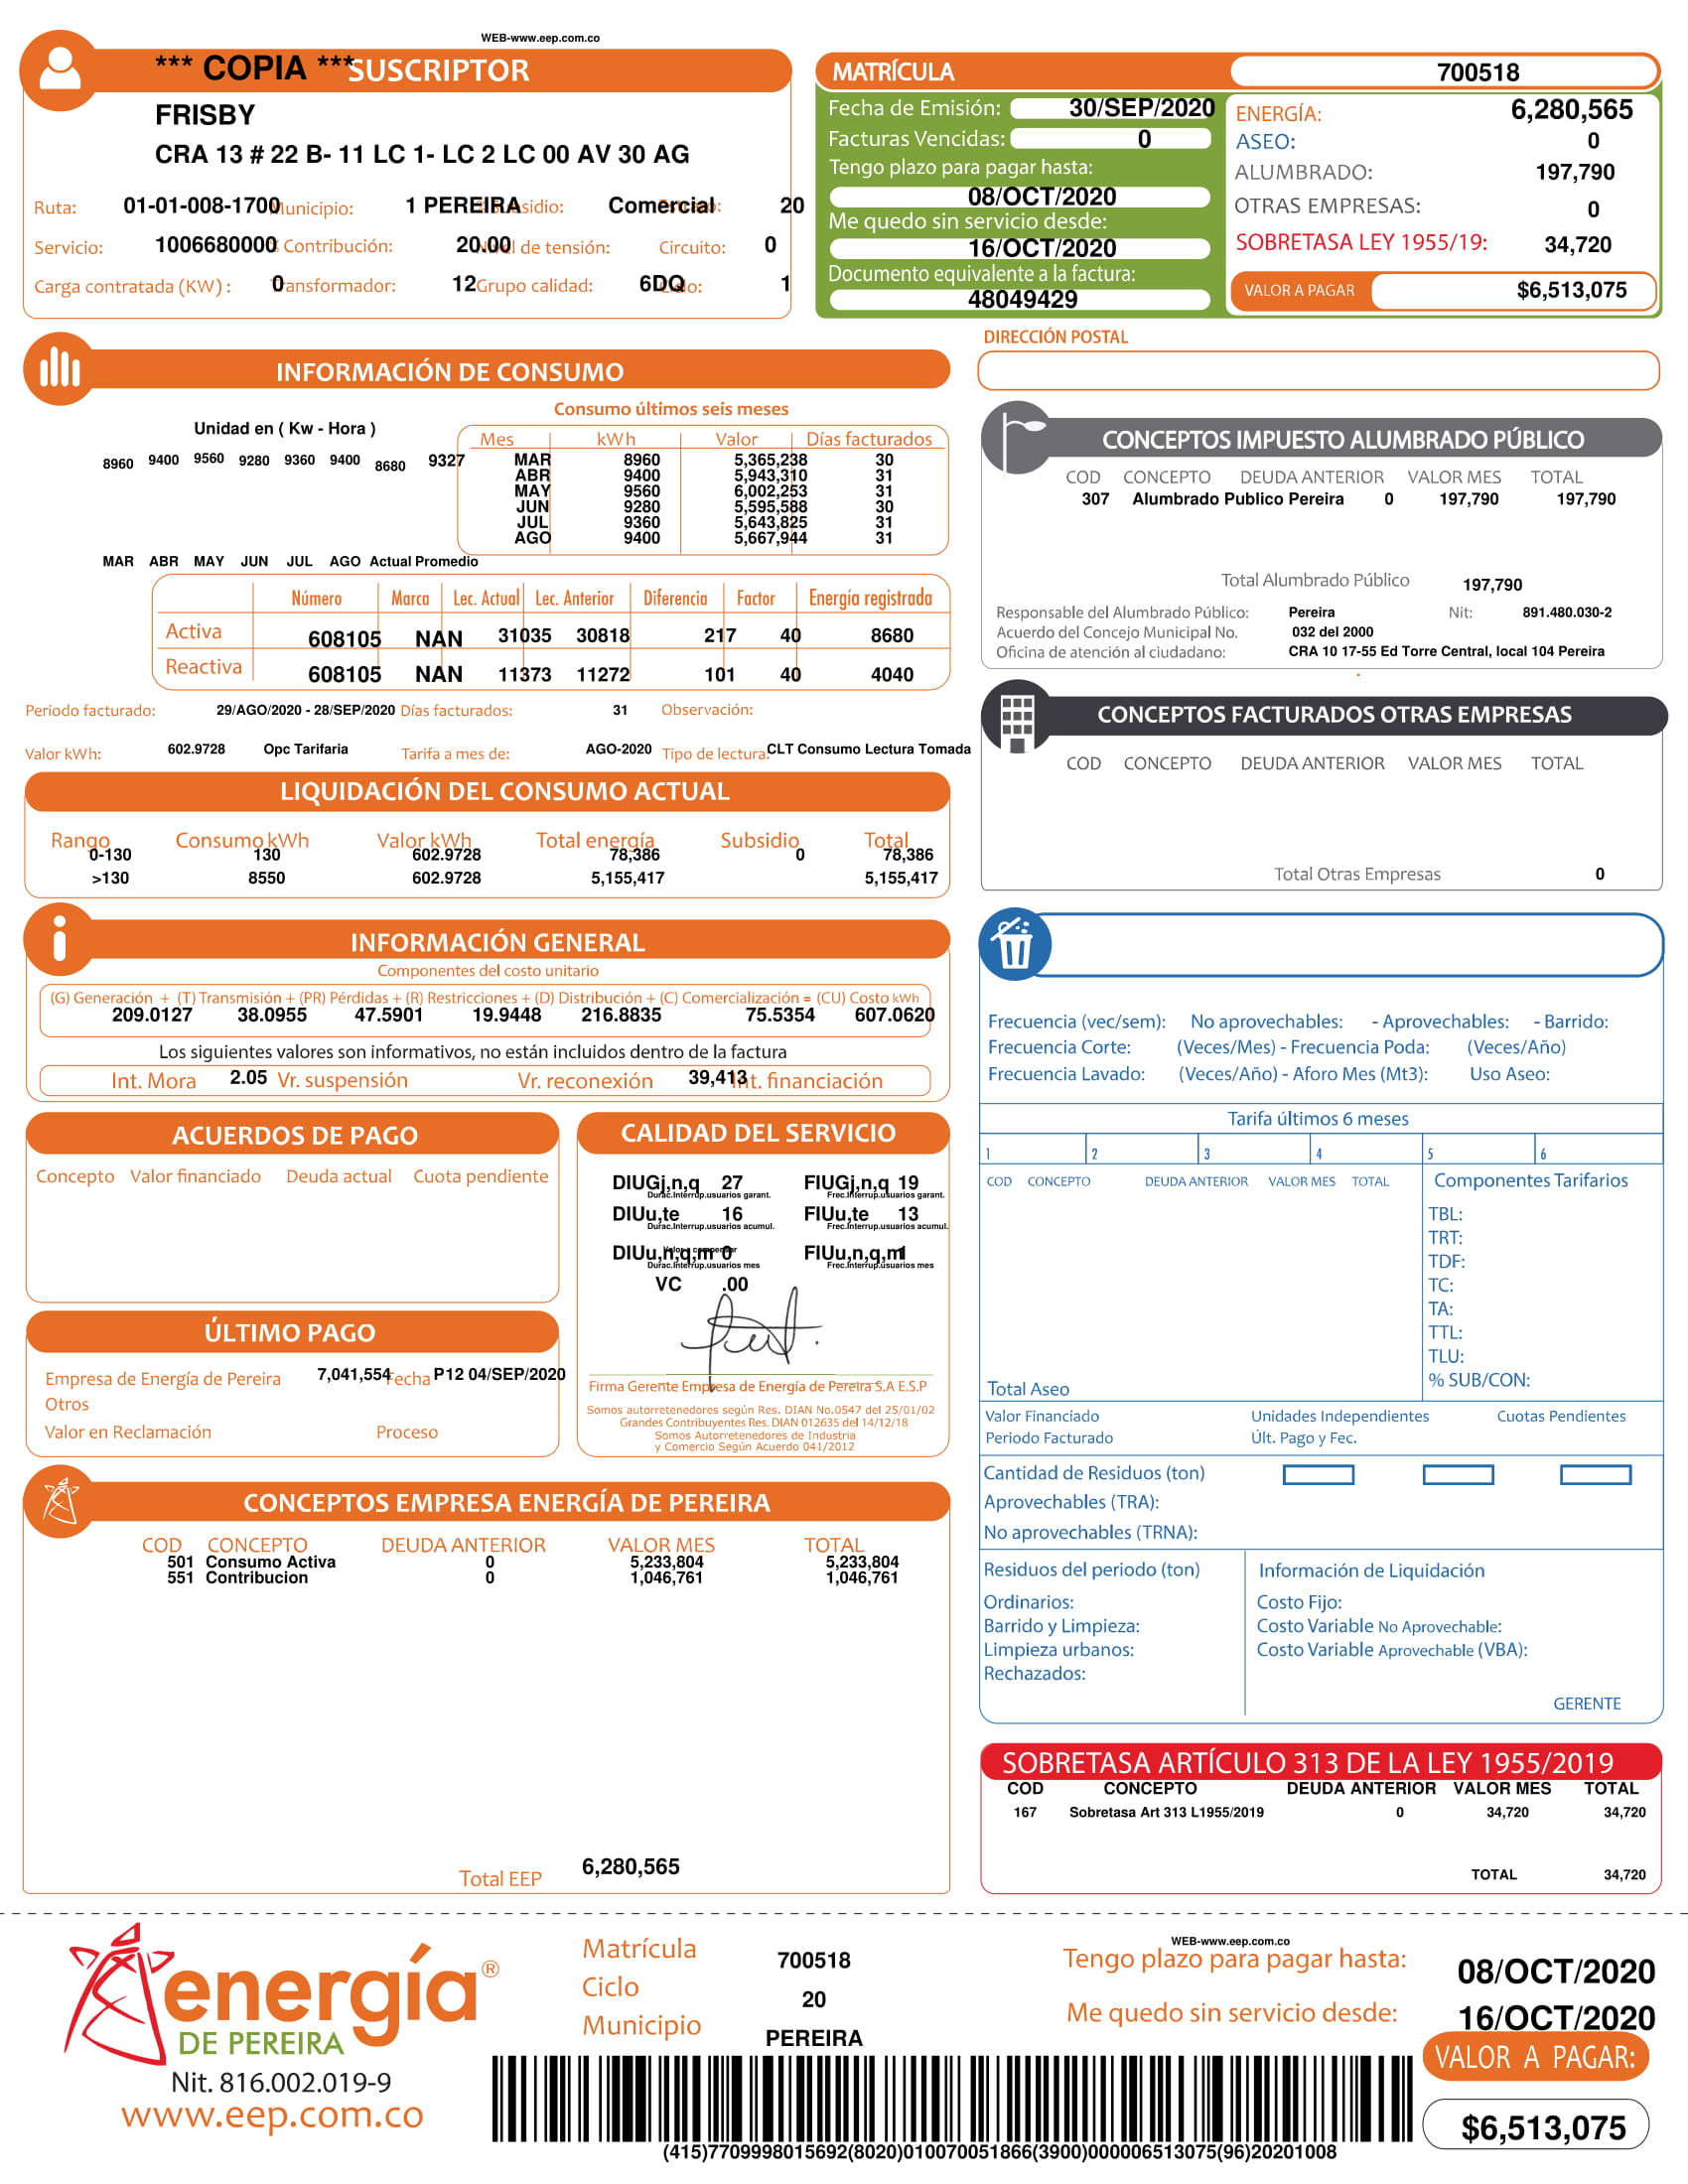 WEB-www.eep.com.co
*** COPIA ***
SUSCRIPTOR
FRISBY
CRA 13 # 22 B- 11 LC 1- LC 2 LC 00 AV 30 AG
Ruta: 01-01-008-1700 Municipio: 1 PEREIRA Comercial 20
Servicio: 1006680000 % Contribución: 20.00 Nivel de tensión: Circuito: 0
Carga contratada (KW) : 0 Transformador: 12 Grupo calidad: 6DQ Ciclo: 1
MATRÍCULA 700518
Fecha de Emisión: 30/SEP/2020
Facturas Vencidas: 0
Tengo plazo para pagar hasta:
08/OCT/2020
Me quedo sin servicio desde:
16/OCT/2020
Documento equivalente a la factura:
48049429
ENERGÍA: 6,280,565
ASEO: 0
ALUMBRADO: 197,790
OTRAS EMPRESAS: 0
SOBRETASA LEY 1955/19: 34,720
VALOR A PAGAR $6,513,075
DIRECCIÓN POSTAL
INFORMACIÓN DE CONSUMO
Consumo últimos seis meses
Unidad en ( Kw - Hora )
8960 9400 9560 9280 9360 9400 8680 9327
MAR ABR MAY JUN JUL AGO Actual Promedio
Mes kWh Valor Días facturados
MAR 8960 5,365,238 30
ABR 9400 5,943,310 31
MAY 9560 6,002,253 31
JUN 9280 5,595,588 30
JUL 9360 5,643,825 31
AGO 9400 5,667,944 31
Número Marca Lec. Actual Lec. Anterior Diferencia Factor Energía registrada
Activa 608105 NAN 31035 30818 217 40 8680
Reactiva 608105 NAN 11373 11272 101 40 4040
Periodo facturado: 29/AGO/2020 - 28/SEP/2020 Días facturados: 31 Observación:
Valor kWh: 602.9728 Opc Tarifaria Tarifa a mes de: AGO-2020 Tipo de lectura: CLT Consumo Lectura Tomada
LIQUIDACIÓN DEL CONSUMO ACTUAL
Rango Consumo kWh Valor kWh Total energía Subsidio Total
0-130 130 602.9728 78,386 0 78,386
>130 8550 602.9728 5,155,417 5,155,417
INFORMACIÓN GENERAL
Componentes del costo unitario
(G) Generación + (T) Transmisión + (PR) Pérdidas + (R) Restricciones + (D) Distribución + (C) Comercialización = (CU) Costo kWh
209.0127 38.0955 47.5901 19.9448 216.8835 75.5354 607.0620
Los siguientes valores son informativos, no están incluidos dentro de la factura
Int. Mora 2.05 Vr. suspensión Vr. reconexión 39,413 Int. financiación
ACUERDOS DE PAGO
Concepto Valor financiado Deuda actual Cuota pendiente
ÚLTIMO PAGO
Empresa de Energía de Pereira 7,041,554 Fecha P12 04/SEP/2020
Otros
Valor en Reclamación Proceso
CALIDAD DEL SERVICIO
DIUGj,n,q 27 FIUGj,n,q 19
Durac.Interrup.usuarios garant. Frec.Interrup.usuarios garant.
DIUu,te 16 FIUu,te 13
Durac.Interrup.usuarios acumul. Frec.Interrup.usuarios acumul.
DIUu,n,q,m 0 FIUu,n,q,m 1
Valor a compensar
Durac.Interrup.usuarios mes Frec.Interrup.usuarios mes
VC .00
Firma Gerente Empresa de Energía de Pereira S.A E.S.P
Somos autorretenedores según Res. DIAN No.0547 del 25/01/02
Grandes Contribuyentes Res. DIAN 012635 del 14/12/18
Somos Autorretenedores de Industria
y Comercio Según Acuerdo 041/2012
CONCEPTOS EMPRESA ENERGÍA DE PEREIRA
COD CONCEPTO DEUDA ANTERIOR VALOR MES TOTAL
501 Consumo Activa 0 5,233,804 5,233,804
551 Contribucion 0 1,046,761 1,046,761
Total EEP 6,280,565
CONCEPTOS IMPUESTO ALUMBRADO PÚBLICO
COD CONCEPTO DEUDA ANTERIOR VALOR MES TOTAL
307 Alumbrado Publico Pereira 0 197,790 197,790
Total Alumbrado Público 197,790
Responsable del Alumbrado Público: Pereira Nit: 891.480.030-2
Acuerdo del Concejo Municipal No. 032 del 2000
Oficina de atención al ciudadano: CRA 10 17-55 Ed Torre Central, local 104 Pereira
CONCEPTOS FACTURADOS OTRAS EMPRESAS
COD CONCEPTO DEUDA ANTERIOR VALOR MES TOTAL
Total Otras Empresas 0
Frecuencia (vec/sem): No aprovechables: - Aprovechables: - Barrido:
Frecuencia Corte: (Veces/Mes) - Frecuencia Poda: (Veces/Año)
Frecuencia Lavado: (Veces/Año) - Aforo Mes (Mt3): Uso Aseo:
Tarifa últimos 6 meses
1 2 3 4 5 6
COD CONCEPTO DEUDA ANTERIOR VALOR MES TOTAL Componentes Tarifarios
TBL:
TRT:
TDF:
TC:
TA:
TTL:
TLU:
Total Aseo % SUB/CON:
Valor Financiado Unidades Independientes Cuotas Pendientes
Periodo Facturado Últ. Pago y Fec.
Cantidad de Residuos (ton)
Aprovechables (TRA):
No aprovechables (TRNA):
Residuos del periodo (ton) Información de Liquidación
Ordinarios: Costo Fijo:
Barrido y Limpieza: Costo Variable No Aprovechable:
Limpieza urbanos: Costo Variable Aprovechable (VBA):
Rechazados:
GERENTE
SOBRETASA ARTÍCULO 313 DE LA LEY 1955/2019
COD CONCEPTO DEUDA ANTERIOR VALOR MES TOTAL
167 Sobretasa Art 313 L1955/2019 0 34,720 34,720
TOTAL 34,720
energía®
DE PEREIRA
Nit. 816.002.019-9
www.eep.com.co
Matrícula 700518
Ciclo 20
Municipio PEREIRA
WEB-www.eep.com.co
Tengo plazo para pagar hasta: 08/OCT/2020
Me quedo sin servicio desde: 16/OCT/2020
VALOR A PAGAR:
$6,513,075
(415)7709998015692(8020)010070051866(3900)000006513075(96)20201008